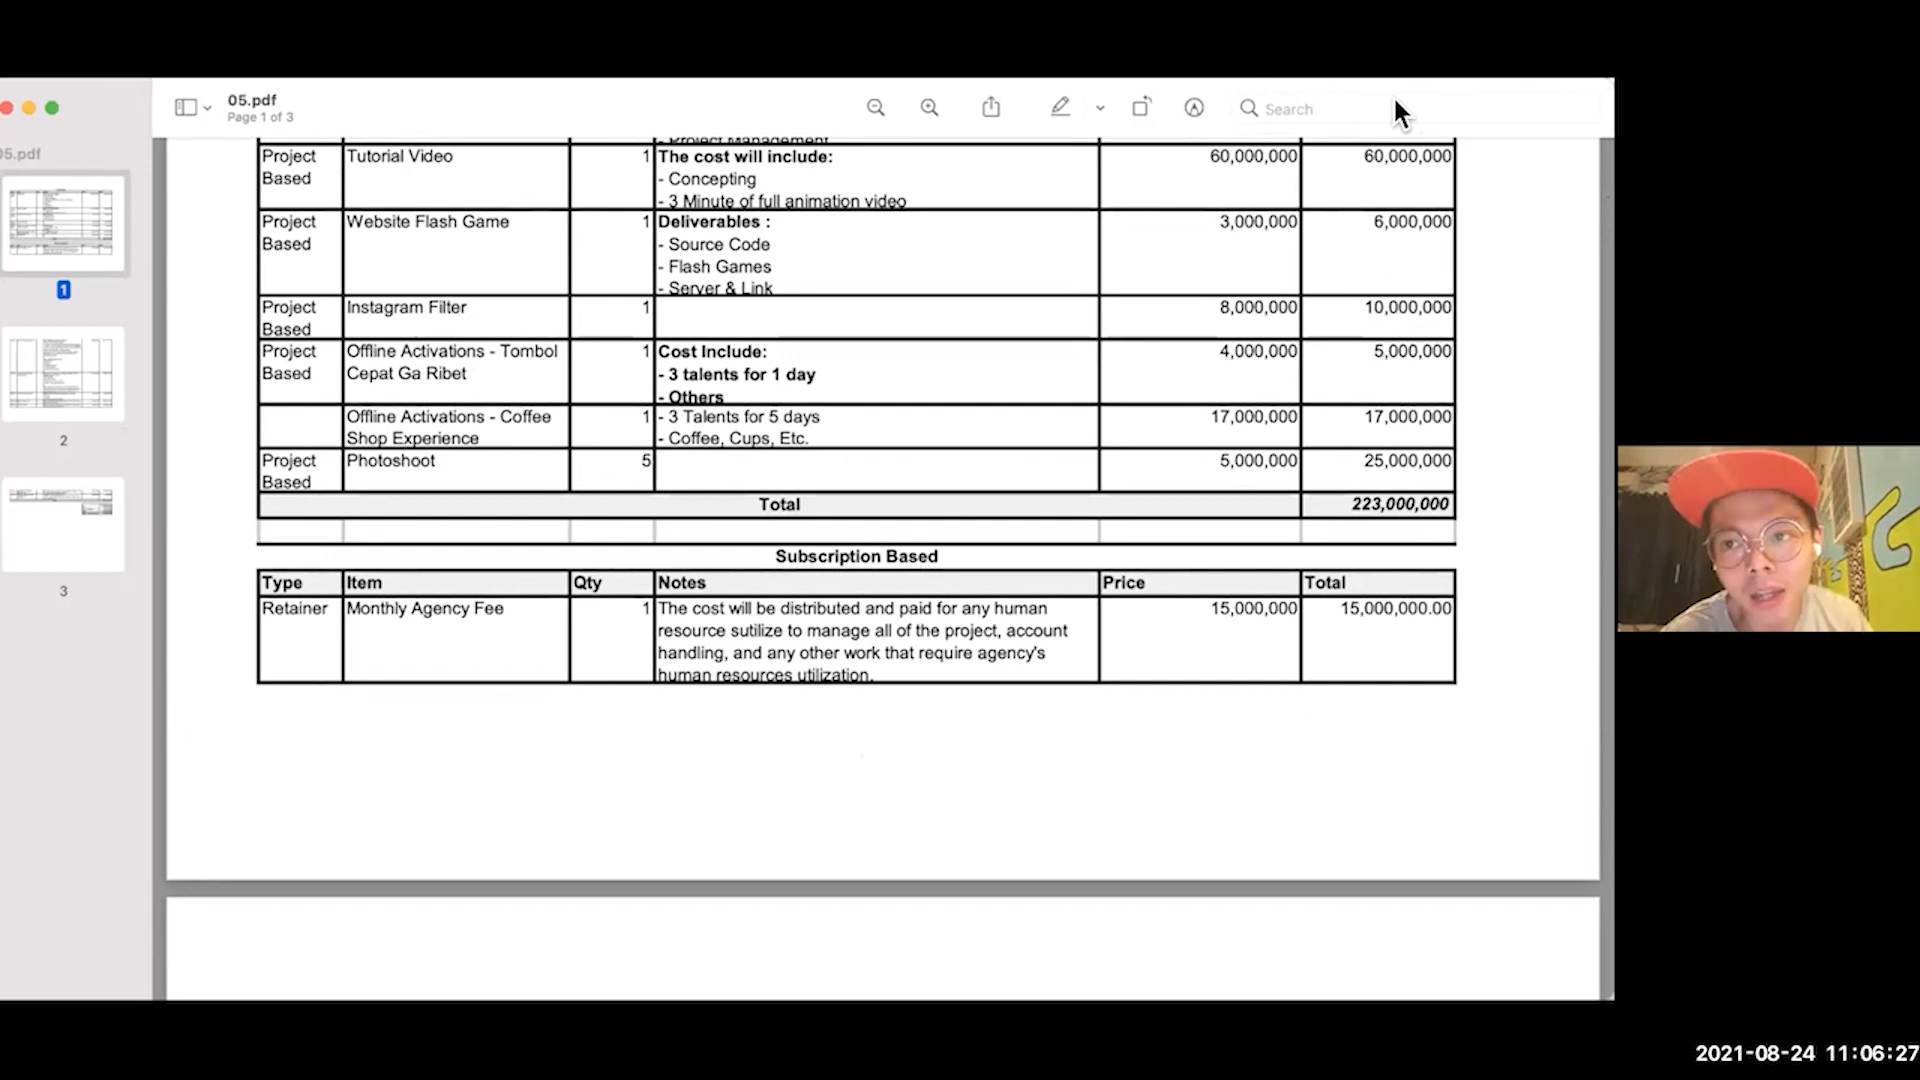 05.pdf
Page 1 of 3
Search
05.pdf
1
2
3
- Project Management
Project Based Tutorial Video 1 The cost will include: 60,000,000 60,000,000
- Concepting
- 3 Minute of full animation video
Project Based Website Flash Game 1 Deliverables : 3,000,000 6,000,000
- Source Code
- Flash Games
- Server & Link
Project Based Instagram Filter 1 8,000,000 10,000,000
Project Based Offline Activations - Tombol Cepat Ga Ribet 1 Cost Include: 4,000,000 5,000,000
- 3 talents for 1 day
- Others
Offline Activations - Coffee Shop Experience 1 - 3 Talents for 5 days 17,000,000 17,000,000
- Coffee, Cups, Etc.
Project Based Photoshoot 5 5,000,000 25,000,000
Total 223,000,000
Subscription Based
Type Item Qty Notes Price Total
Retainer Monthly Agency Fee 1 The cost will be distributed and paid for any human 15,000,000 15,000,000.00
resource sutilize to manage all of the project, account
handling, and any other work that require agency's
human resources utilization.
2021-08-24 11:06:27